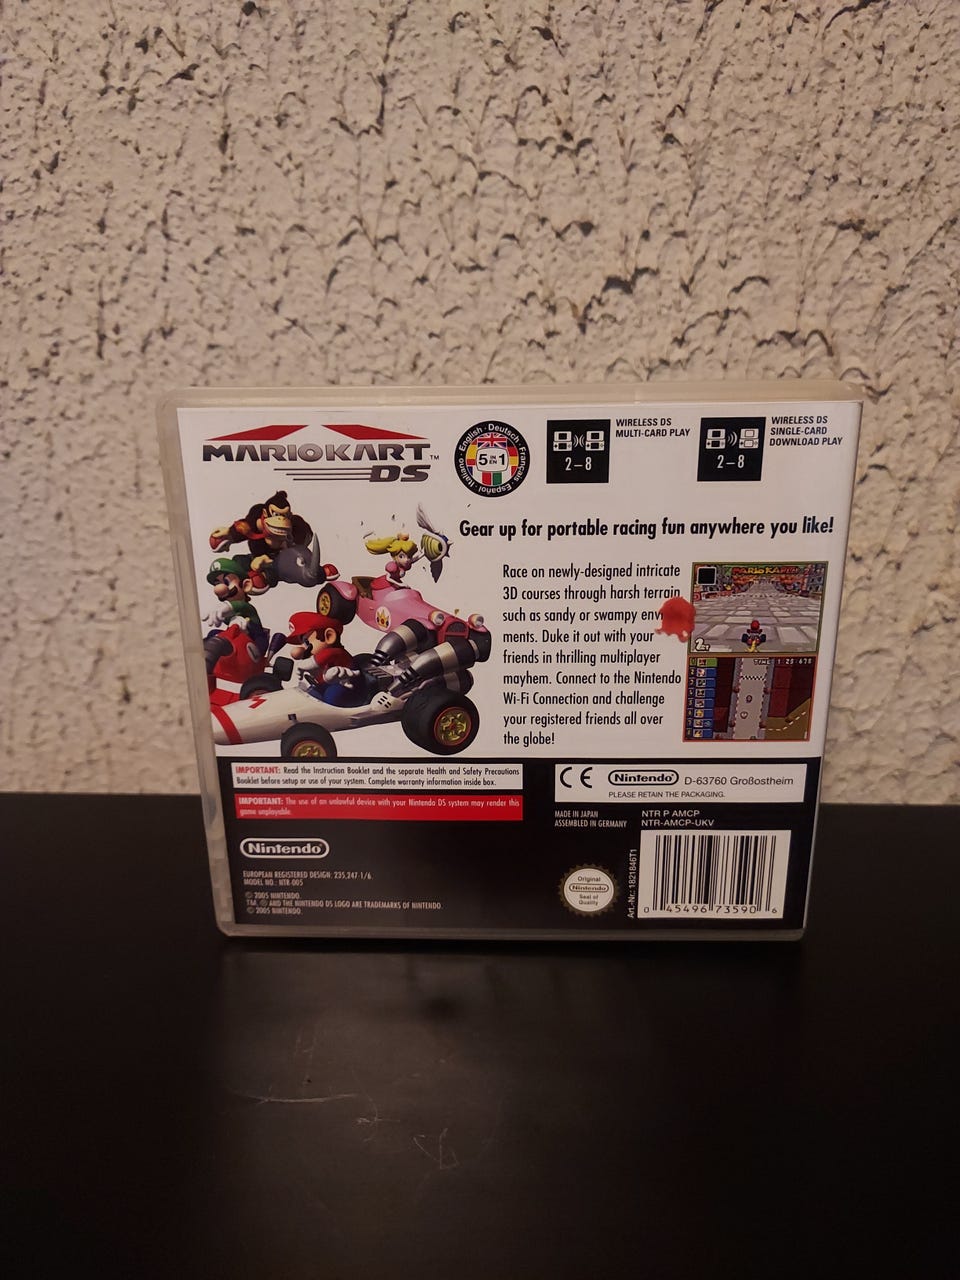 MARIOKART™
DS
English · Deutsch · Français · Español · Italiano
5 IN EN 1
WIRELESS DS
MULTI-CARD PLAY
2–8
WIRELESS DS
SINGLE-CARD
DOWNLOAD PLAY
2–8
Gear up for portable racing fun anywhere you like!
Race on newly-designed intricate
3D courses through harsh terrain
such as sandy or swampy
ments. Duke it out with your
friends in thrilling multiplayer
mayhem. Connect to the Nintendo
Wi-Fi Connection and challenge
your registered friends all over
the globe!
IMPORTANT: Read the Instruction Booklet and the separate Health and Safety Precautions
Booklet before setup or use of your system. Complete warranty information inside box.
IMPORTANT: The use of an unlawful device with your Nintendo DS system may render this
game unplayable.
Nintendo
EUROPEAN REGISTERED DESIGN: 235,247-1/6.
MODEL NO.: NTR-005
© 2005 NINTENDO.
TM, ® AND THE NINTENDO DS LOGO ARE TRADEMARKS OF NINTENDO.
© 2005 NINTENDO.
CE Nintendo D-63760 Großostheim
PLEASE RETAIN THE PACKAGING.
MADE IN JAPAN
ASSEMBLED IN GERMANY
NTR P AMCP
NTR-AMCP-UKV
Original
Nintendo
Seal of
Quality
Art.-Nr.: 1821846T1
0 45496 73590 6